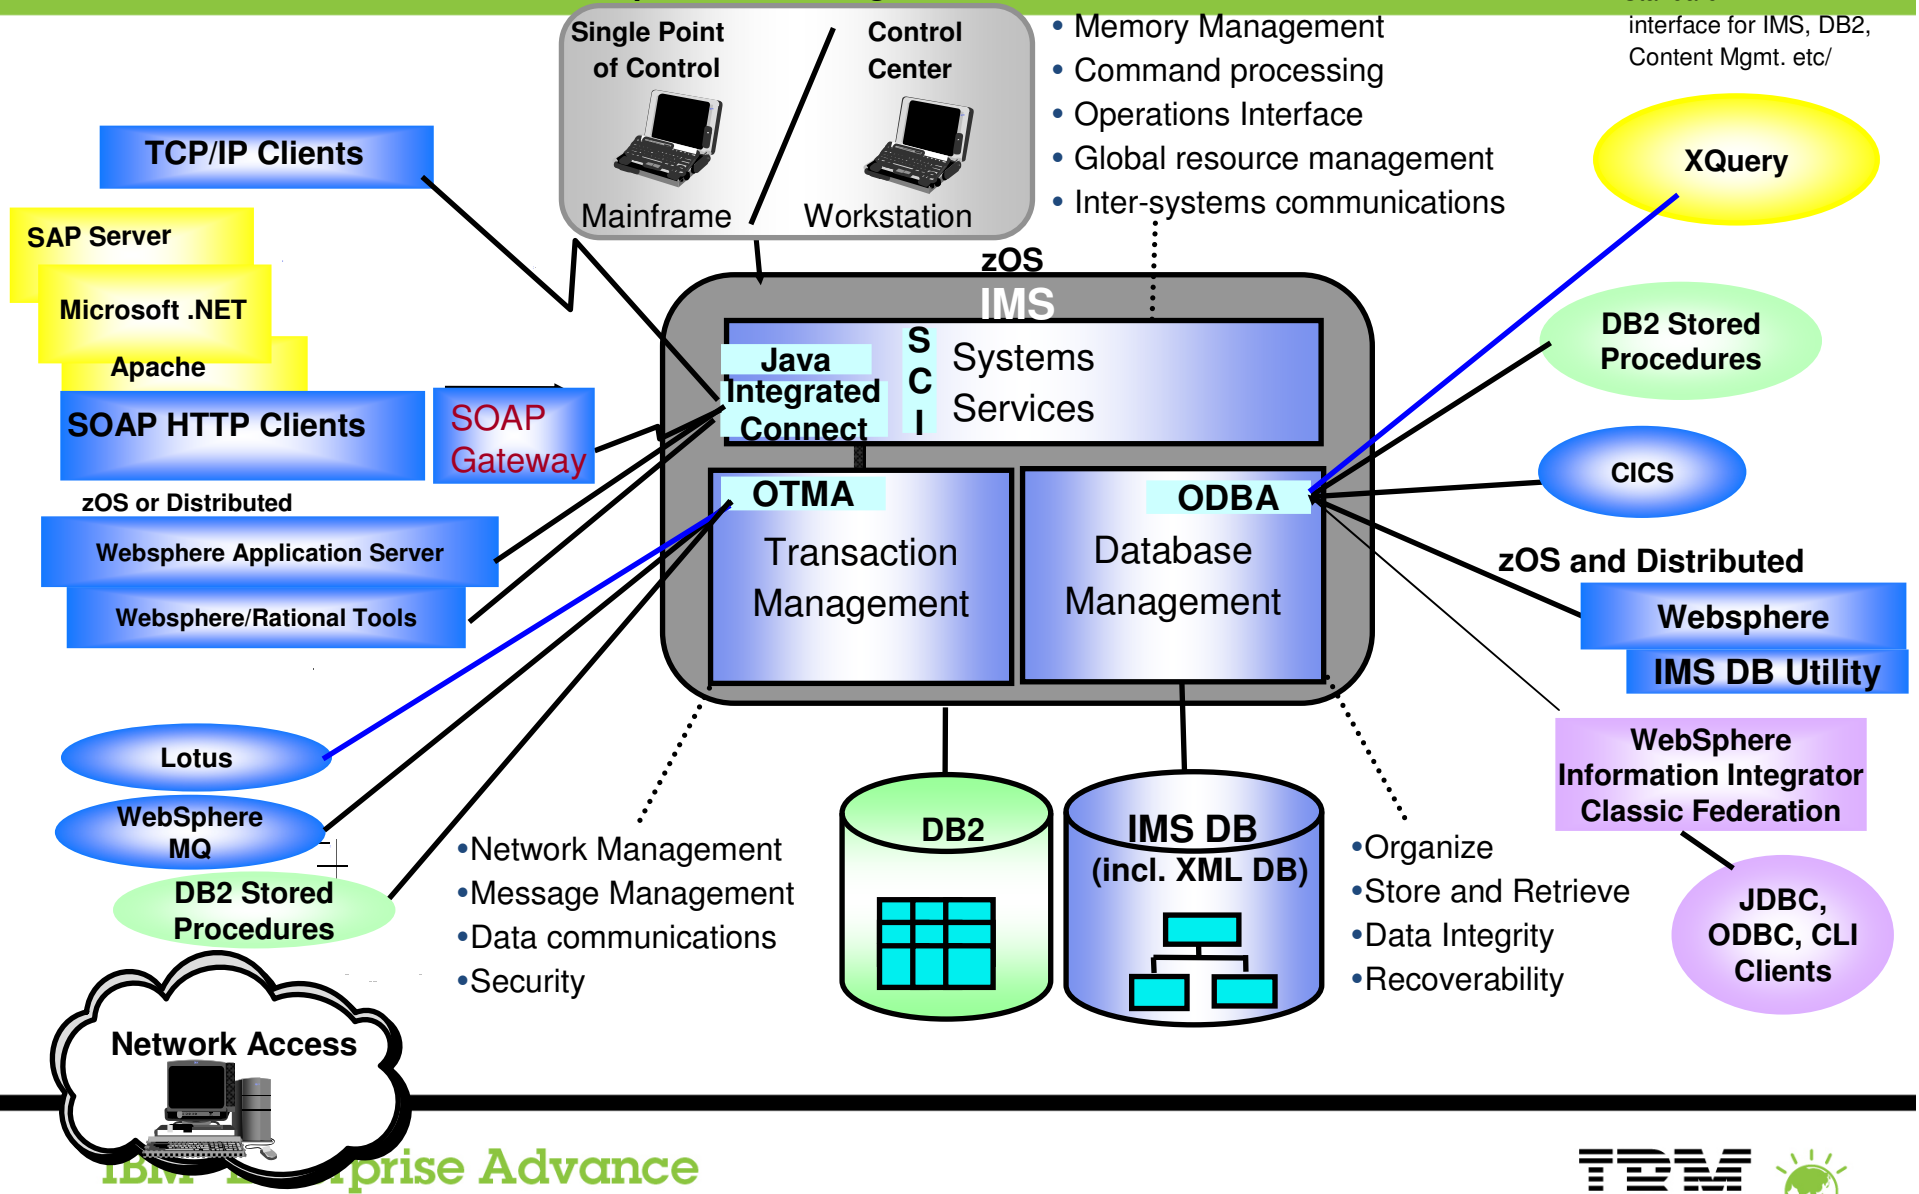 Single Point
of Control
Control
Center
Mainframe
Workstation
• Memory Management
• Command processing
• Operations Interface
• Global resource management
• Inter-systems communications
interface for IMS, DB2,
Content Mgmt. etc/
TCP/IP Clients
SAP Server
Microsoft .NET
Apache
SOAP HTTP Clients
SOAP
Gateway
zOS or Distributed
Websphere Application Server
Websphere/Rational Tools
Lotus
WebSphere
MQ
DB2 Stored
Procedures
Network Access
zOS
IMS
Java
Integrated
Connect
S
C
I
Systems
Services
OTMA
Transaction
Management
ODBA
Database
Management
XQuery
DB2 Stored
Procedures
CICS
zOS and Distributed
Websphere
IMS DB Utility
WebSphere
Information Integrator
Classic Federation
JDBC,
ODBC, CLI
Clients
•Network Management
•Message Management
•Data communications
•Security
DB2
IMS DB
(incl. XML DB)
•Organize
•Store and Retrieve
•Data Integrity
•Recoverability
Advance
IBM